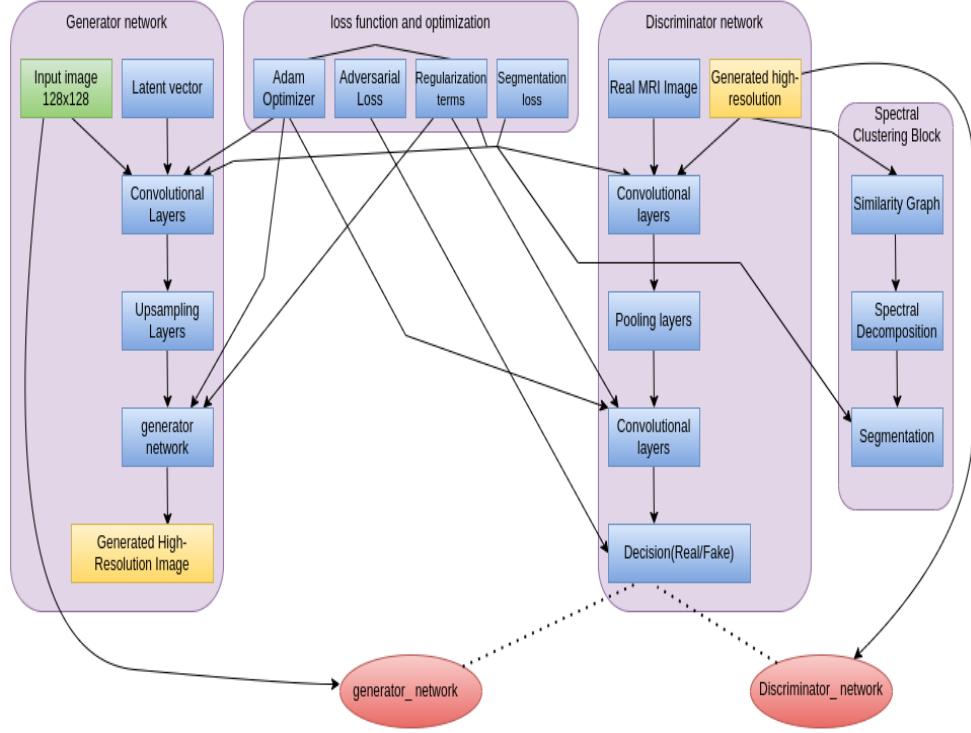 Generator network
Input image
128x128
Latent vector
Convolutional
Layers
Upsampling
Layers
generator
network
Generated High-
Resolution Image
loss function and optimization
Adam
Optimizer
Adversarial
Loss
Regularization
terms
Segmentation
loss
Discriminator network
Real MRI Image
Generated high-
resolution
Convolutional
layers
Pooling layers
Convolutional
layers
Decision(Real/Fake)
Spectral
Clustering Block
Similarity Graph
Spectral
Decomposition
Segmentation
generator_ network
Discriminator_ network